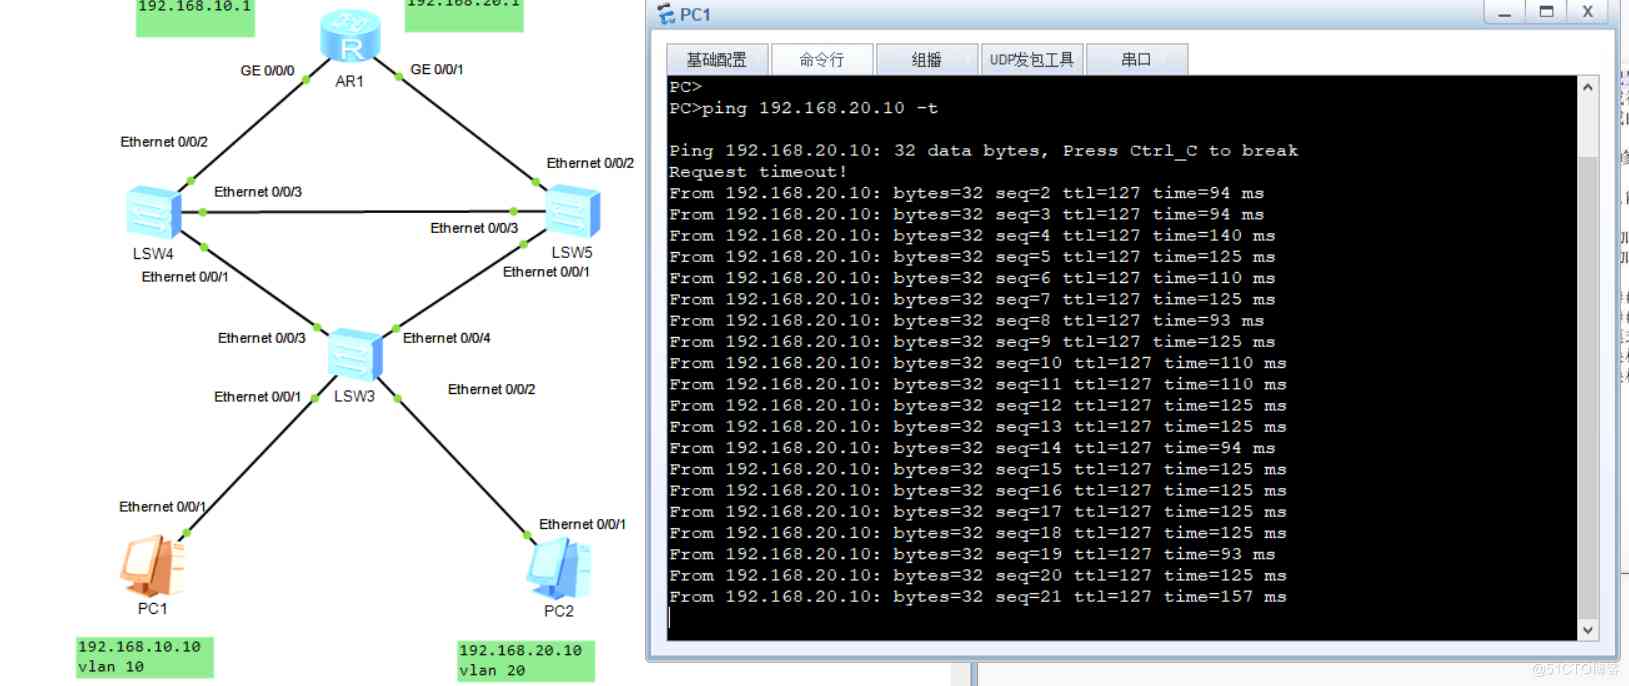 192.168.10.1
192.168.20.1
GE 0/0/0
GE 0/0/1
AR1
Ethernet 0/0/2
Ethernet 0/0/2
Ethernet 0/0/3
Ethernet 0/0/3
LSW4
LSW5
Ethernet 0/0/1
Ethernet 0/0/1
Ethernet 0/0/3
Ethernet 0/0/4
Ethernet 0/0/1
LSW3
Ethernet 0/0/2
Ethernet 0/0/1
Ethernet 0/0/1
PC1
PC2
192.168.10.10
vlan 10
192.168.20.10
vlan 20
PC1
基础配置 命令行 组播 UDP发包工具 串口
PC>
PC>ping 192.168.20.10 -t
Ping 192.168.20.10: 32 data bytes, Press Ctrl_C to break
Request timeout!
From 192.168.20.10: bytes=32 seq=2 ttl=127 time=94 ms
From 192.168.20.10: bytes=32 seq=3 ttl=127 time=94 ms
From 192.168.20.10: bytes=32 seq=4 ttl=127 time=140 ms
From 192.168.20.10: bytes=32 seq=5 ttl=127 time=125 ms
From 192.168.20.10: bytes=32 seq=6 ttl=127 time=110 ms
From 192.168.20.10: bytes=32 seq=7 ttl=127 time=125 ms
From 192.168.20.10: bytes=32 seq=8 ttl=127 time=93 ms
From 192.168.20.10: bytes=32 seq=9 ttl=127 time=125 ms
From 192.168.20.10: bytes=32 seq=10 ttl=127 time=110 ms
From 192.168.20.10: bytes=32 seq=11 ttl=127 time=110 ms
From 192.168.20.10: bytes=32 seq=12 ttl=127 time=125 ms
From 192.168.20.10: bytes=32 seq=13 ttl=127 time=125 ms
From 192.168.20.10: bytes=32 seq=14 ttl=127 time=94 ms
From 192.168.20.10: bytes=32 seq=15 ttl=127 time=125 ms
From 192.168.20.10: bytes=32 seq=16 ttl=127 time=125 ms
From 192.168.20.10: bytes=32 seq=17 ttl=127 time=125 ms
From 192.168.20.10: bytes=32 seq=18 ttl=127 time=125 ms
From 192.168.20.10: bytes=32 seq=19 ttl=127 time=93 ms
From 192.168.20.10: bytes=32 seq=20 ttl=127 time=125 ms
From 192.168.20.10: bytes=32 seq=21 ttl=127 time=157 ms
@51CTO博客